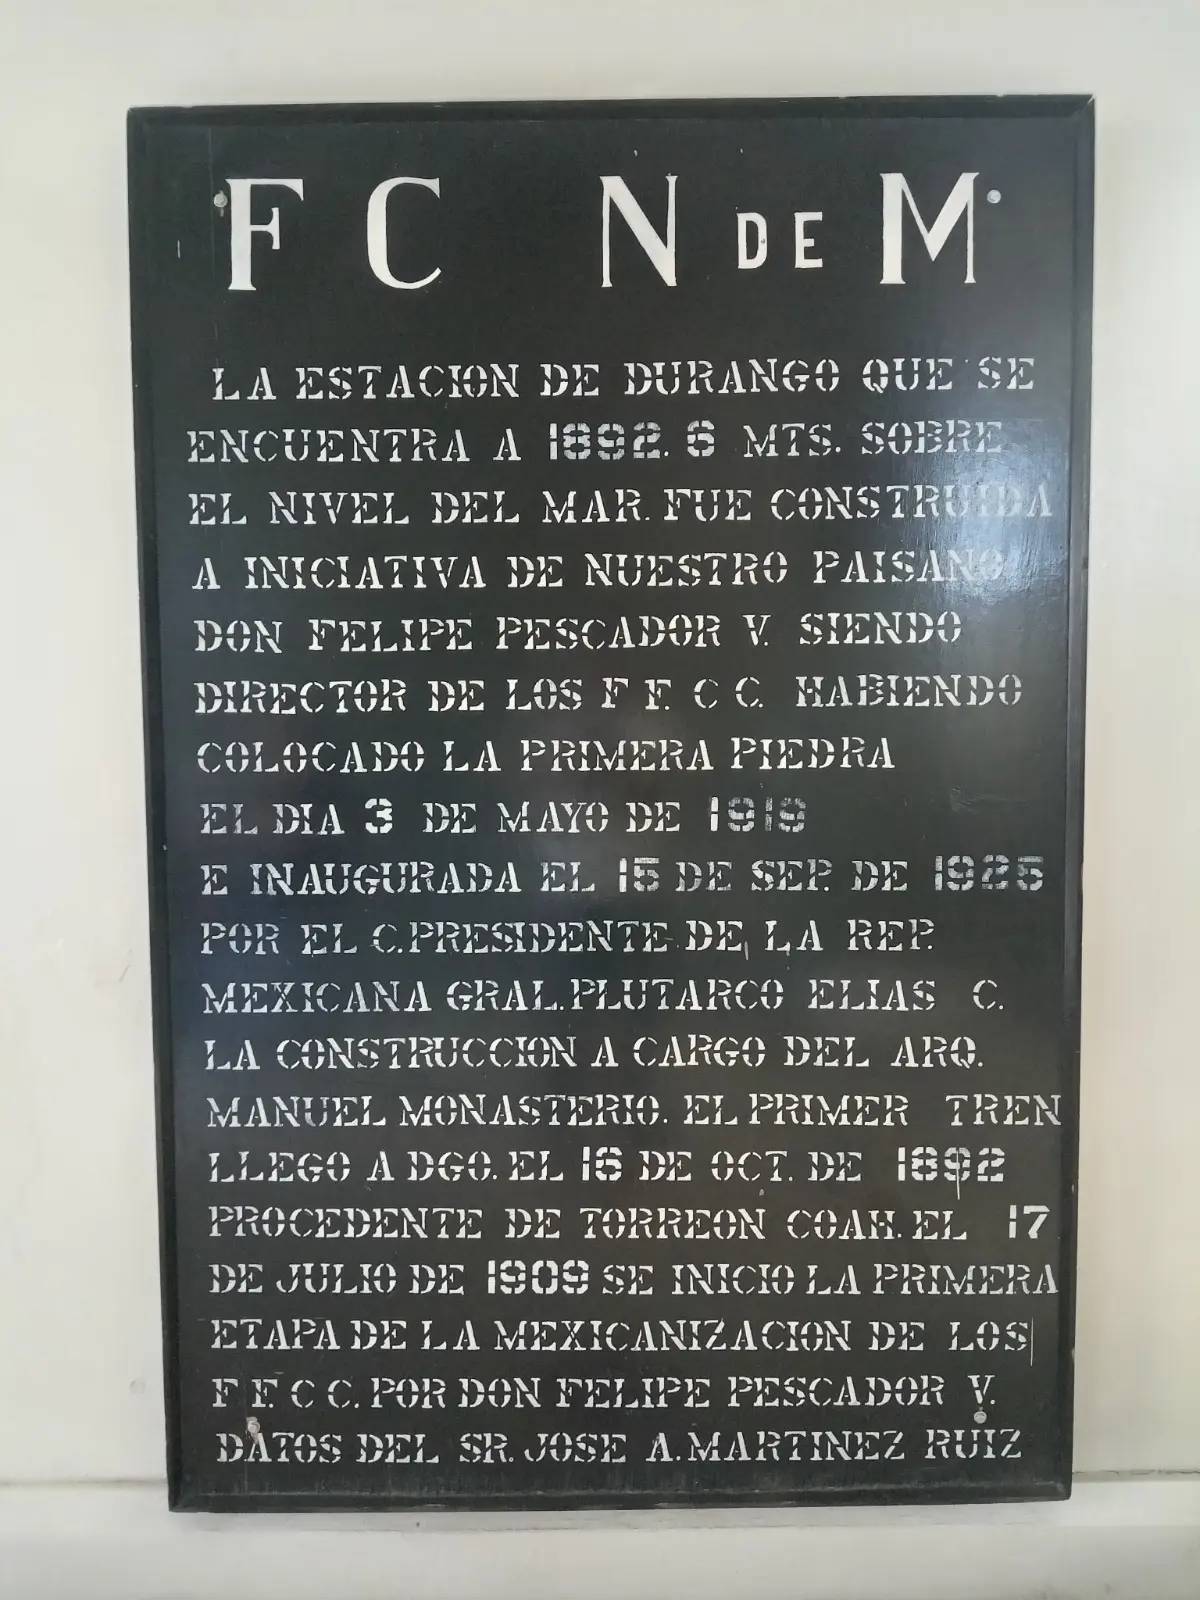 F C N DE M
LA ESTACION DE DURANGO QUE SE
ENCUENTRA A 1892.6 MTS. SOBRE
EL NIVEL DEL MAR. FUE CONSTRUIDA
A INICIATIVA DE NUESTRO PAISANO
DON FELIPE PESCADOR V. SIENDO
DIRECTOR DE LOS F F. C C. HABIENDO
COLOCADO LA PRIMERA PIEDRA
EL DIA 3 DE MAYO DE 1919
E INAUGURADA EL 15 DE SEP. DE 1925
POR EL C. PRESIDENTE DE LA REP.
MEXICANA GRAL. PLUTARCO ELIAS C.
LA CONSTRUCCION A CARGO DEL ARQ.
MANUEL MONASTERIO. EL PRIMER TREN
LLEGO A DGO. EL 16 DE OCT. DE 1892
PROCEDENTE DE TORREON COAH. EL 17
DE JULIO DE 1909 SE INICIO LA PRIMERA
ETAPA DE LA MEXICANIZACION DE LOS
F F. C C. POR DON FELIPE PESCADOR V.
DATOS DEL SR. JOSE A. MARTINEZ RUIZ